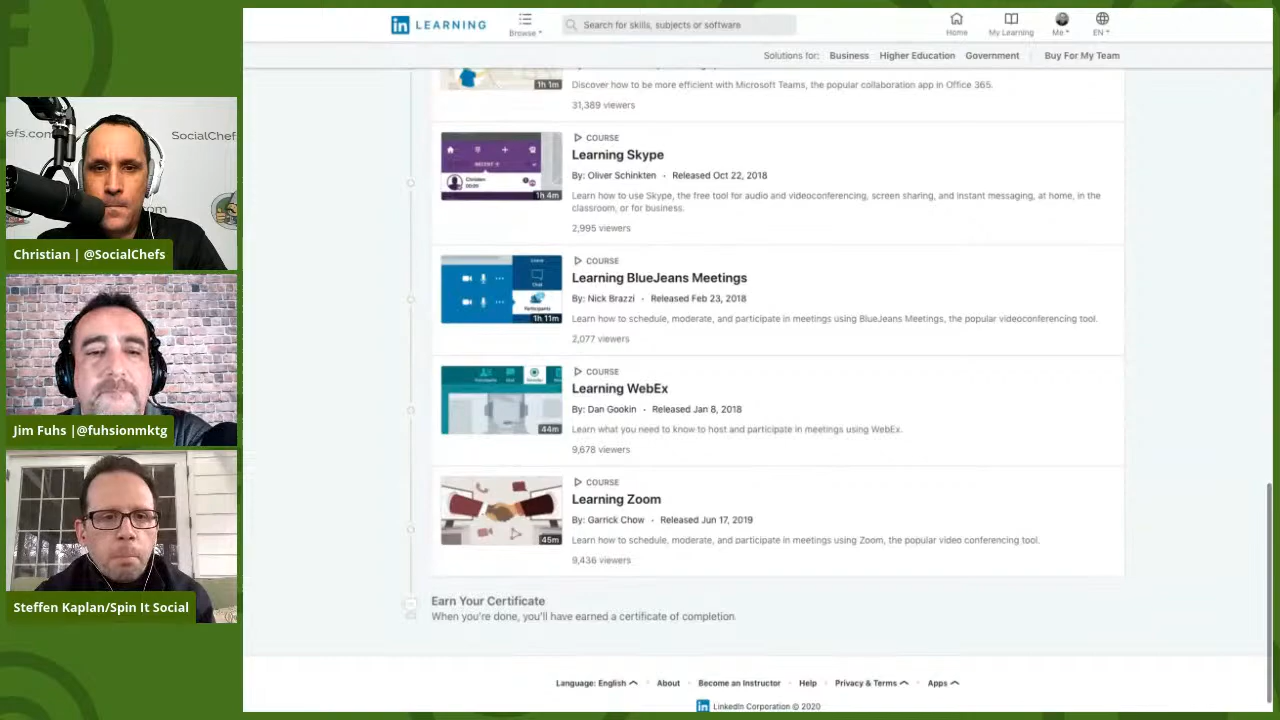 in LEARNING
Browse
Search for skills, subjects or software
Home
My Learning
Me
EN
Solutions for: Business Higher Education Government Buy For My Team
1h 1m
Discover how to be more efficient with Microsoft Teams, the popular collaboration app in Office 365.
31,389 viewers
COURSE
Learning Skype
By: Oliver Schinkten · Released Oct 22, 2018
1h 4m
Learn how to use Skype, the free tool for audio and videoconferencing, screen sharing, and instant messaging, at home, in the
classroom, or for business.
2,995 viewers
COURSE
Learning BlueJeans Meetings
Leave
Chat
Participants
By: Nick Brazzi · Released Feb 23, 2018
1h 11m
Learn how to schedule, moderate, and participate in meetings using BlueJeans Meetings, the popular videoconferencing tool.
2,077 viewers
COURSE
Learning WebEx
Participants
Chat
By: Dan Gookin · Released Jan 8, 2018
44m
Learn what you need to know to host and participate in meetings using WebEx.
9,678 viewers
COURSE
Learning Zoom
By: Garrick Chow · Released Jun 17, 2019
45m
Learn how to schedule, moderate, and participate in meetings using Zoom, the popular video conferencing tool.
9,436 viewers
Earn Your Certificate
When you're done, you'll have earned a certificate of completion.
Language: English · About · Become an Instructor · Help · Privacy & Terms · Apps
in LinkedIn Corporation © 2020
efs.com
SocialChef
om
Christian | @SocialChefs
Jim Fuhs |@fuhsionmktg
Steffen Kaplan/Spin It Social